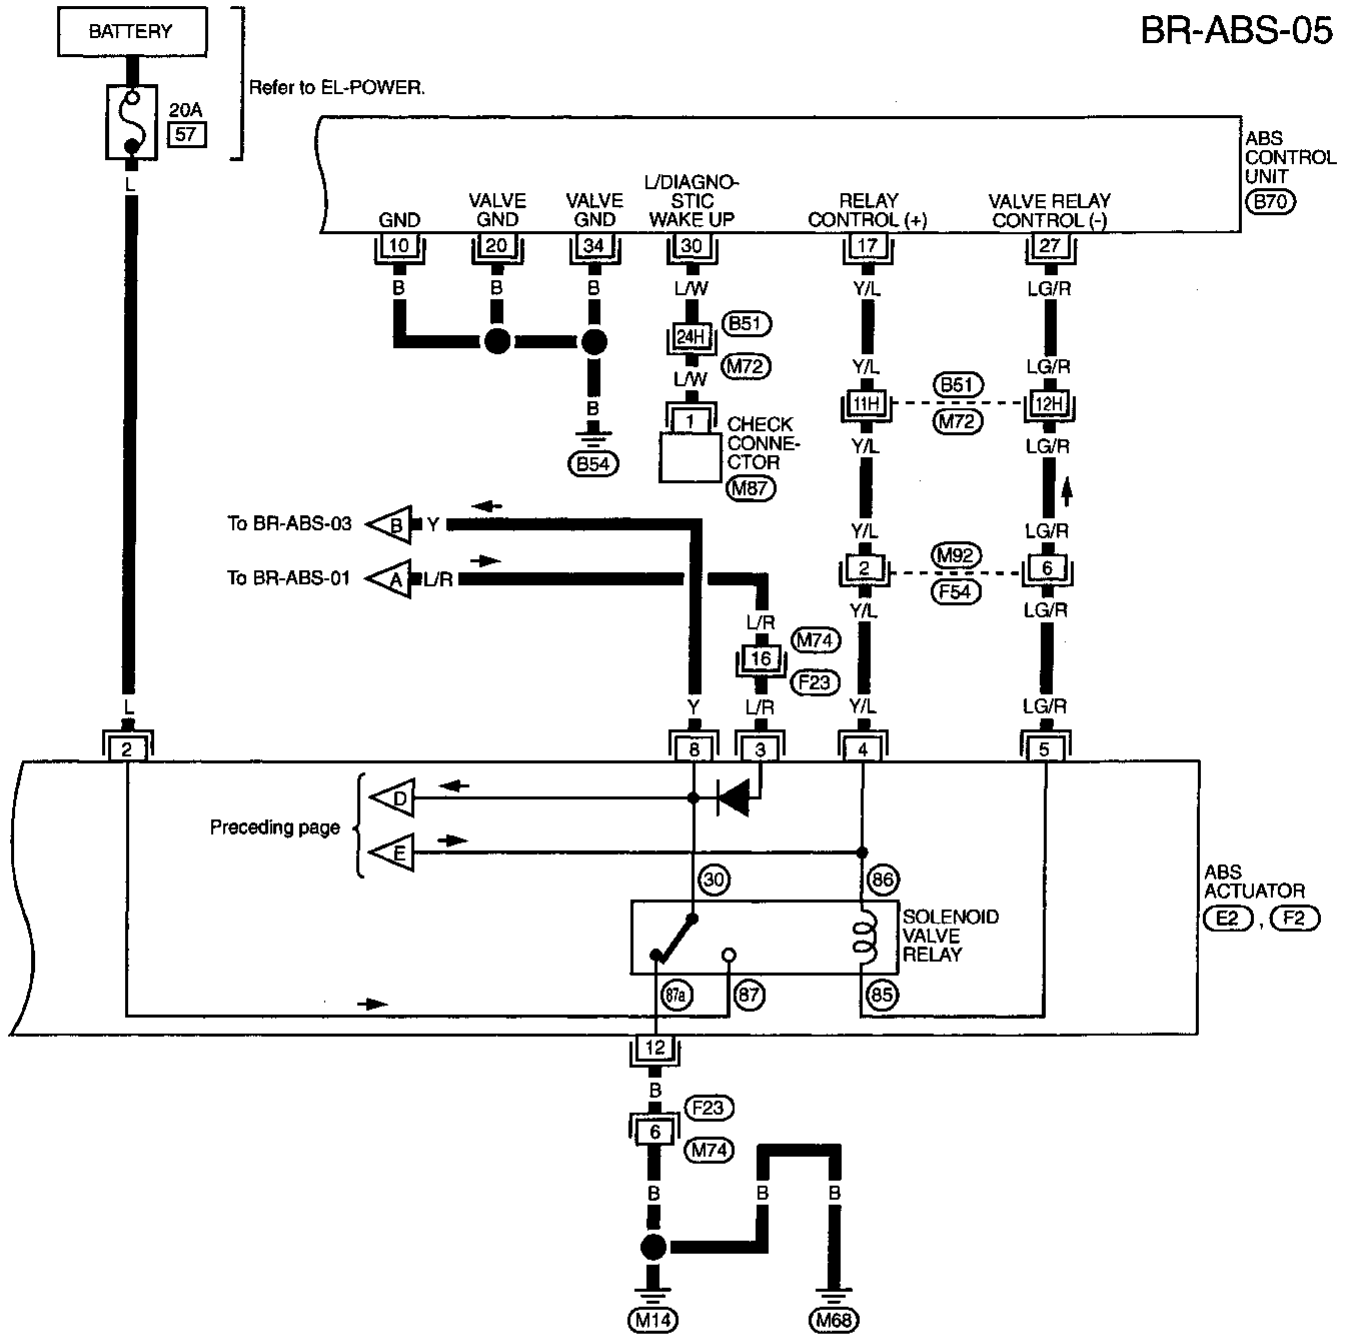 BR-ABS-05
BATTERY
20A
57
Refer to EL-POWER.
L
ABS
CONTROL
UNIT
B70
GND
VALVE
GND
VALVE
GND
L/DIAGNO-
STIC
WAKE UP
RELAY
CONTROL (+)
VALVE RELAY
CONTROL (-)
10
20
34
30
17
27
B
B
B
L/W
Y/L
LG/R
24H
B51
M72
L/W
Y/L
LG/R
11H
B51
M72
12H
B
1
CHECK
CONNE-
CTOR
M87
B54
Y/L
LG/R
To BR-ABS-03
B
Y
Y/L
LG/R
To BR-ABS-01
A
L/R
2
M92
F54
6
L/R
Y/L
LG/R
16
M74
F23
L
Y
L/R
Y/L
LG/R
2
8
3
4
5
Preceding page
D
E
30
86
ABS
ACTUATOR
E2 , F2
SOLENOID
VALVE
RELAY
87a
87
85
12
B
6
F23
M74
B
B
B
M14
M68